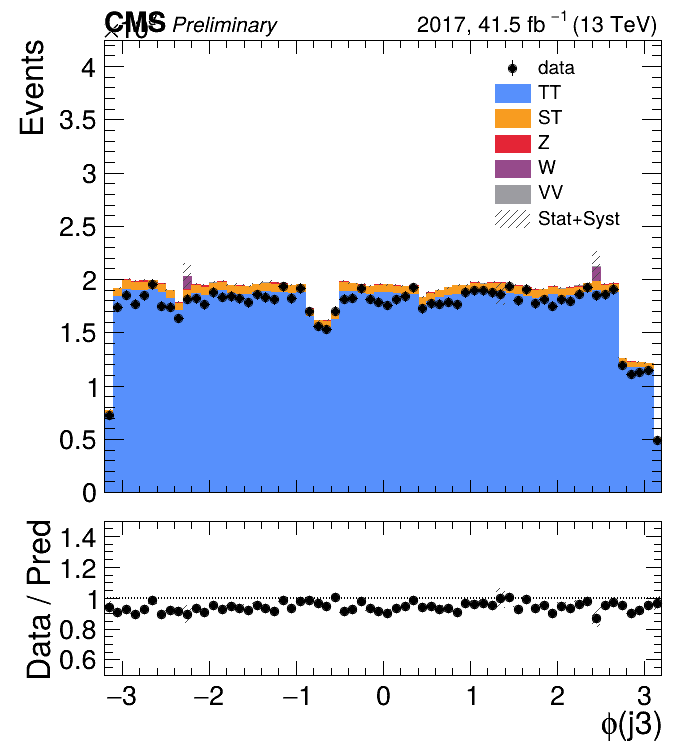 CMS Preliminary 2017, 41.5 fb⁻¹ (13 TeV)
Events
4
3.5
3
2.5
2
1.5
1
0.5
0
data
TT
ST
Z
W
VV
Stat+Syst
Data / Pred
1.4
1.2
1
0.8
0.6
−3 −2 −1 0 1 2 3
ϕ(j3)